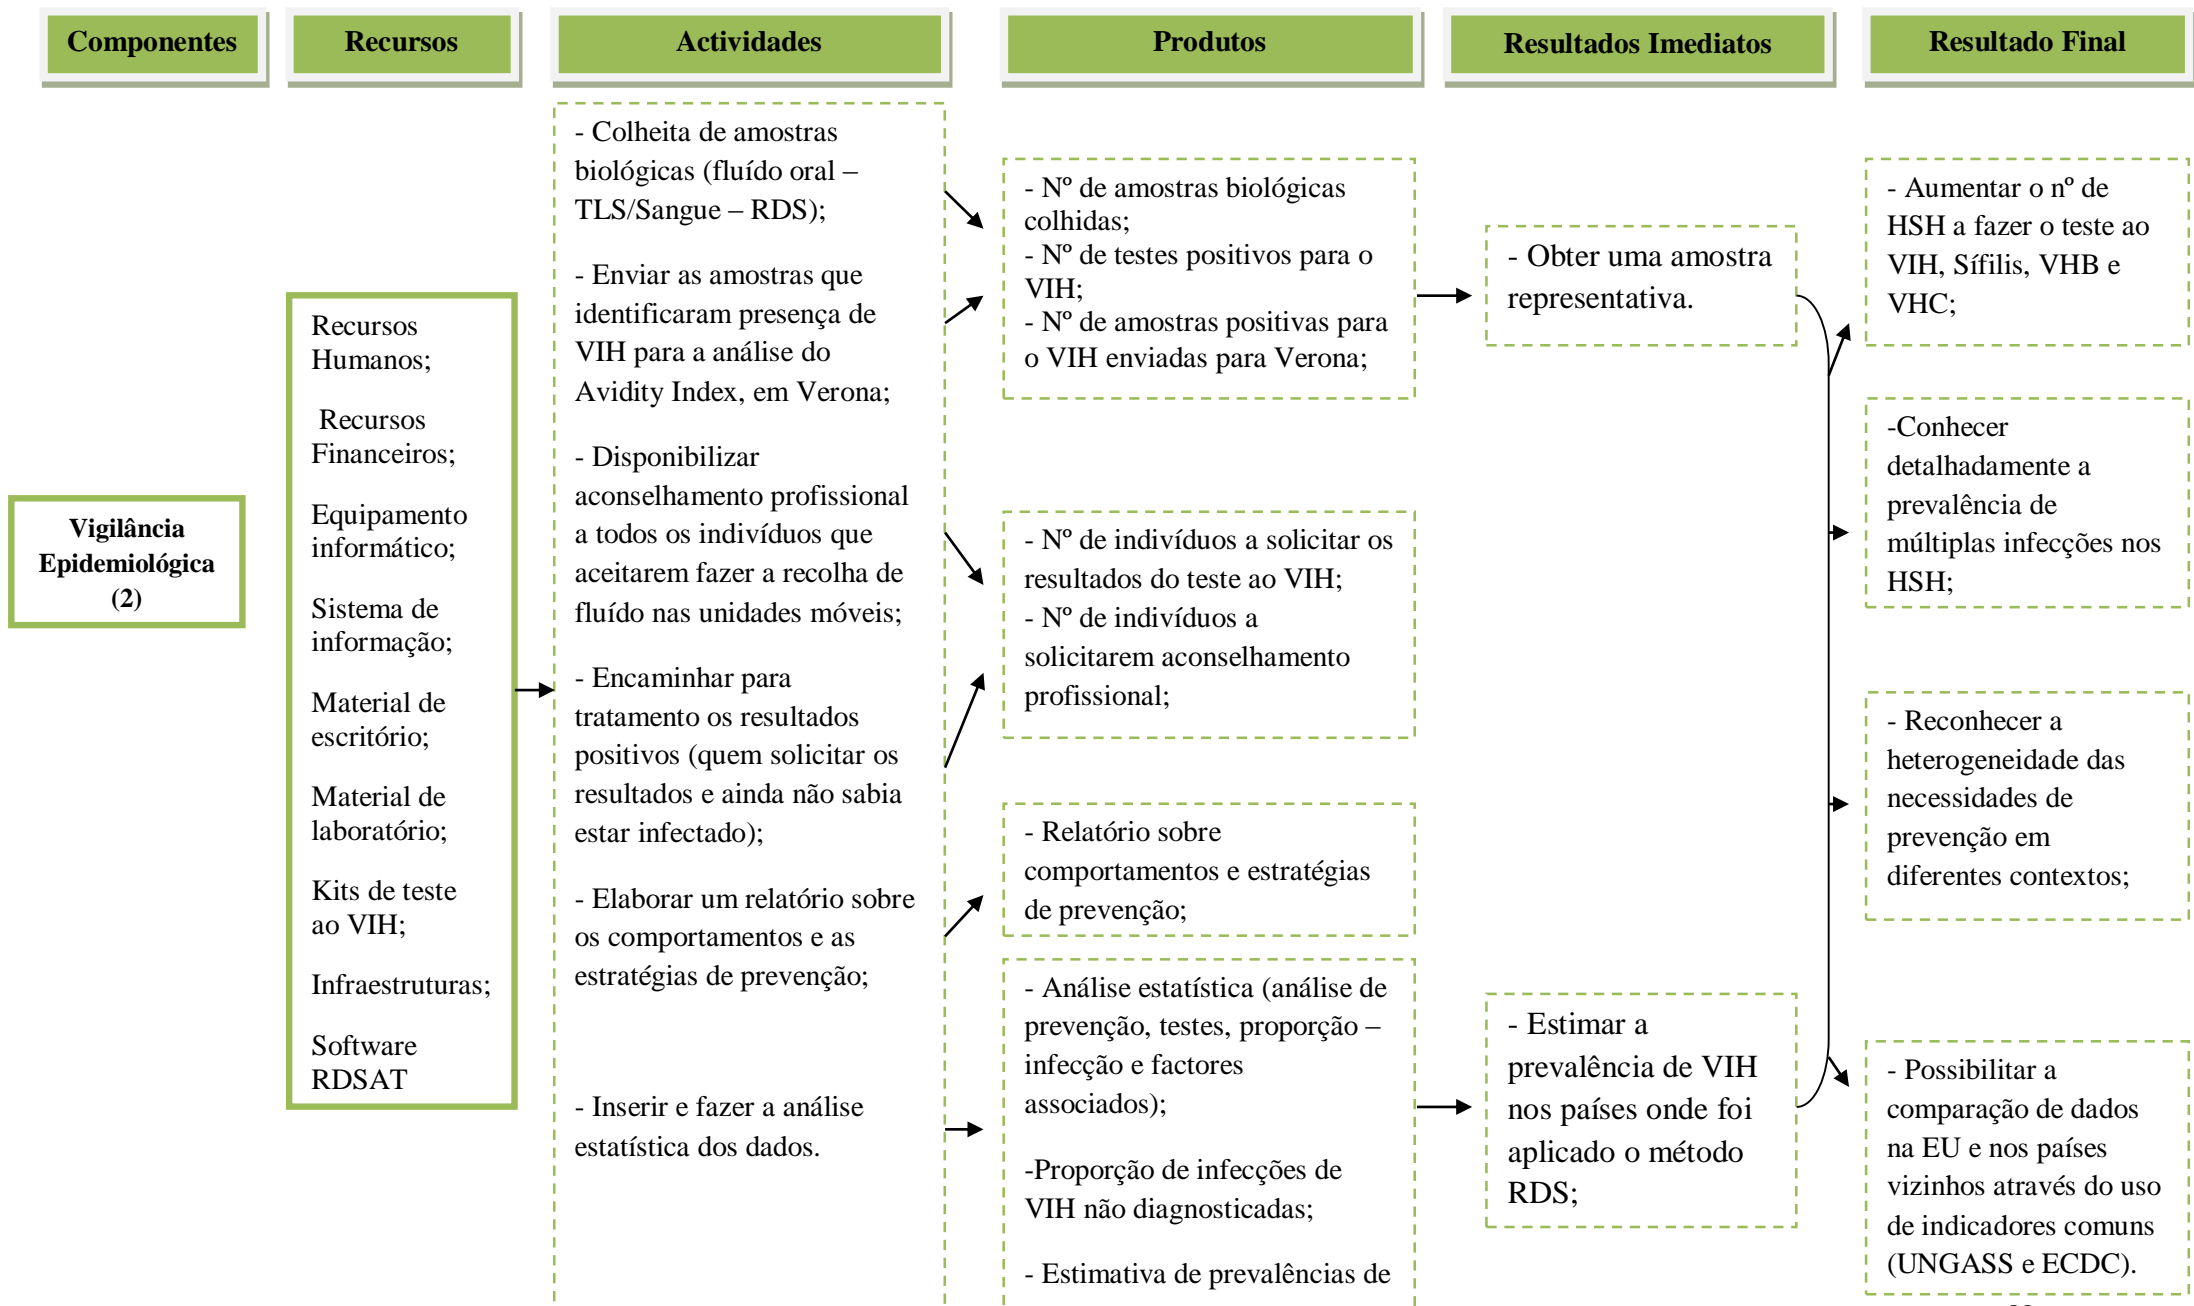 Componentes
Recursos
Actividades
Produtos
Resultados Imediatos
Resultado Final
Vigilância
Epidemiológica
(2)
Recursos
Humanos;
Recursos
Financeiros;
Equipamento
informático;
Sistema de
informação;
Material de
escritório;
Material de
laboratório;
Kits de teste
ao VIH;
Infraestruturas;
Software
RDSAT
- Colheita de amostras
biológicas (fluído oral –
TLS/Sangue – RDS);
- Enviar as amostras que
identificaram presença de
VIH para a análise do
Avidity Index, em Verona;
- Disponibilizar
aconselhamento profissional
a todos os indivíduos que
aceitarem fazer a recolha de
fluído nas unidades móveis;
- Encaminhar para
tratamento os resultados
positivos (quem solicitar os
resultados e ainda não sabia
estar infectado);
- Elaborar um relatório sobre
os comportamentos e as
estratégias de prevenção;
- Inserir e fazer a análise
estatística dos dados.
- Nº de amostras biológicas
colhidas;
- Nº de testes positivos para o
VIH;
- Nº de amostras positivas para
o VIH enviadas para Verona;
- Nº de indivíduos a solicitar os
resultados do teste ao VIH;
- Nº de indivíduos a
solicitarem aconselhamento
profissional;
- Relatório sobre
comportamentos e estratégias
de prevenção;
- Análise estatística (análise de
prevenção, testes, proporção –
infecção e factores
associados);
-Proporção de infecções de
VIH não diagnosticadas;
- Estimativa de prevalências de
- Obter uma amostra
representativa.
- Estimar a
prevalência de VIH
nos países onde foi
aplicado o método
RDS;
- Aumentar o nº de
HSH a fazer o teste ao
VIH, Sífilis, VHB e
VHC;
-Conhecer
detalhadamente a
prevalência de
múltiplas infecções nos
HSH;
- Reconhecer a
heterogeneidade das
necessidades de
prevenção em
diferentes contextos;
- Possibilitar a
comparação de dados
na EU e nos países
vizinhos através do uso
de indicadores comuns
(UNGASS e ECDC).